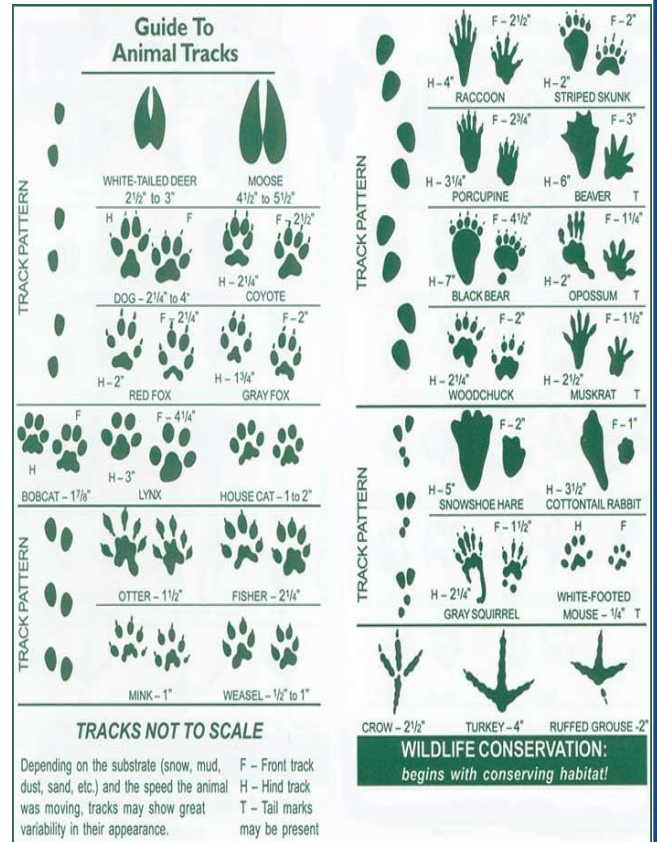 Guide To
Animal Tracks
TRACK PATTERN
WHITE-TAILED DEER
2½" to 3"
MOOSE
4½" to 5½"
H F
DOG – 2¼" to 4"
F – 2½"
H – 2¼"
COYOTE
F – 2¼"
H – 2"
RED FOX
F – 2"
H – 1¾"
GRAY FOX
F
H
BOBCAT – 1⅞"
F – 4¼"
H – 3"
LYNX
HOUSE CAT – 1 to 2"
TRACK PATTERN
OTTER – 1½"
FISHER – 2¼"
MINK – 1"
WEASEL – ½" to 1"
TRACKS NOT TO SCALE
Depending on the substrate (snow, mud,
dust, sand, etc.) and the speed the animal
was moving, tracks may show great
variability in their appearance.
F – Front track
H – Hind track
T – Tail marks
may be present
TRACK PATTERN
F – 2½"
H – 4"
RACCOON
F – 2"
H – 2"
STRIPED SKUNK
F – 2¾"
H – 3¼"
PORCUPINE
F – 3"
H – 6"
BEAVER T
F – 4½"
H – 7"
BLACK BEAR
F – 1¼"
H – 2"
OPOSSUM T
F – 2"
H – 2¼"
WOODCHUCK
F – 1½"
H – 2½"
MUSKRAT T
TRACK PATTERN
F – 2"
H – 5"
SNOWSHOE HARE
F – 1"
H – 3½"
COTTONTAIL RABBIT
F – 1½"
H – 2¼"
GRAY SQUIRREL
H F
WHITE-FOOTED
MOUSE – ¼" T
CROW – 2½"
TURKEY – 4"
RUFFED GROUSE -2"
WILDLIFE CONSERVATION:
begins with conserving habitat!